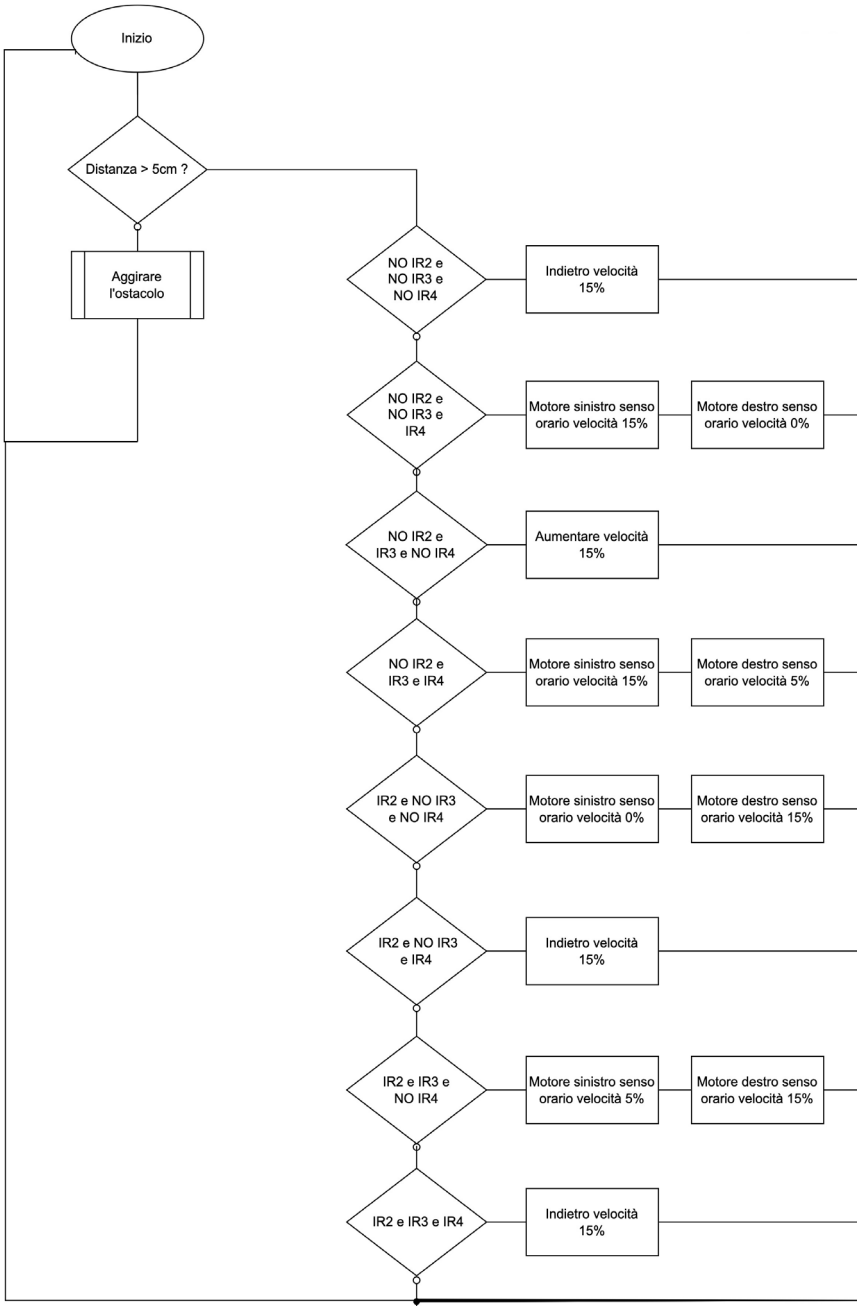 Inizio
Distanza > 5cm ?
Aggirare
l'ostacolo
NO IR2 e
NO IR3 e
NO IR4
Indietro velocità
15%
NO IR2 e
NO IR3 e
IR4
Motore sinistro senso
orario velocità 15%
Motore destro senso
orario velocità 0%
NO IR2 e
IR3 e NO IR4
Aumentare velocità
15%
NO IR2 e
IR3 e IR4
Motore sinistro senso
orario velocità 15%
Motore destro senso
orario velocità 5%
IR2 e NO IR3
e NO IR4
Motore sinistro senso
orario velocità 0%
Motore destro senso
orario velocità 15%
IR2 e NO IR3
e IR4
Indietro velocità
15%
IR2 e IR3 e
NO IR4
Motore sinistro senso
orario velocità 5%
Motore destro senso
orario velocità 15%
IR2 e IR3 e IR4
Indietro velocità
15%